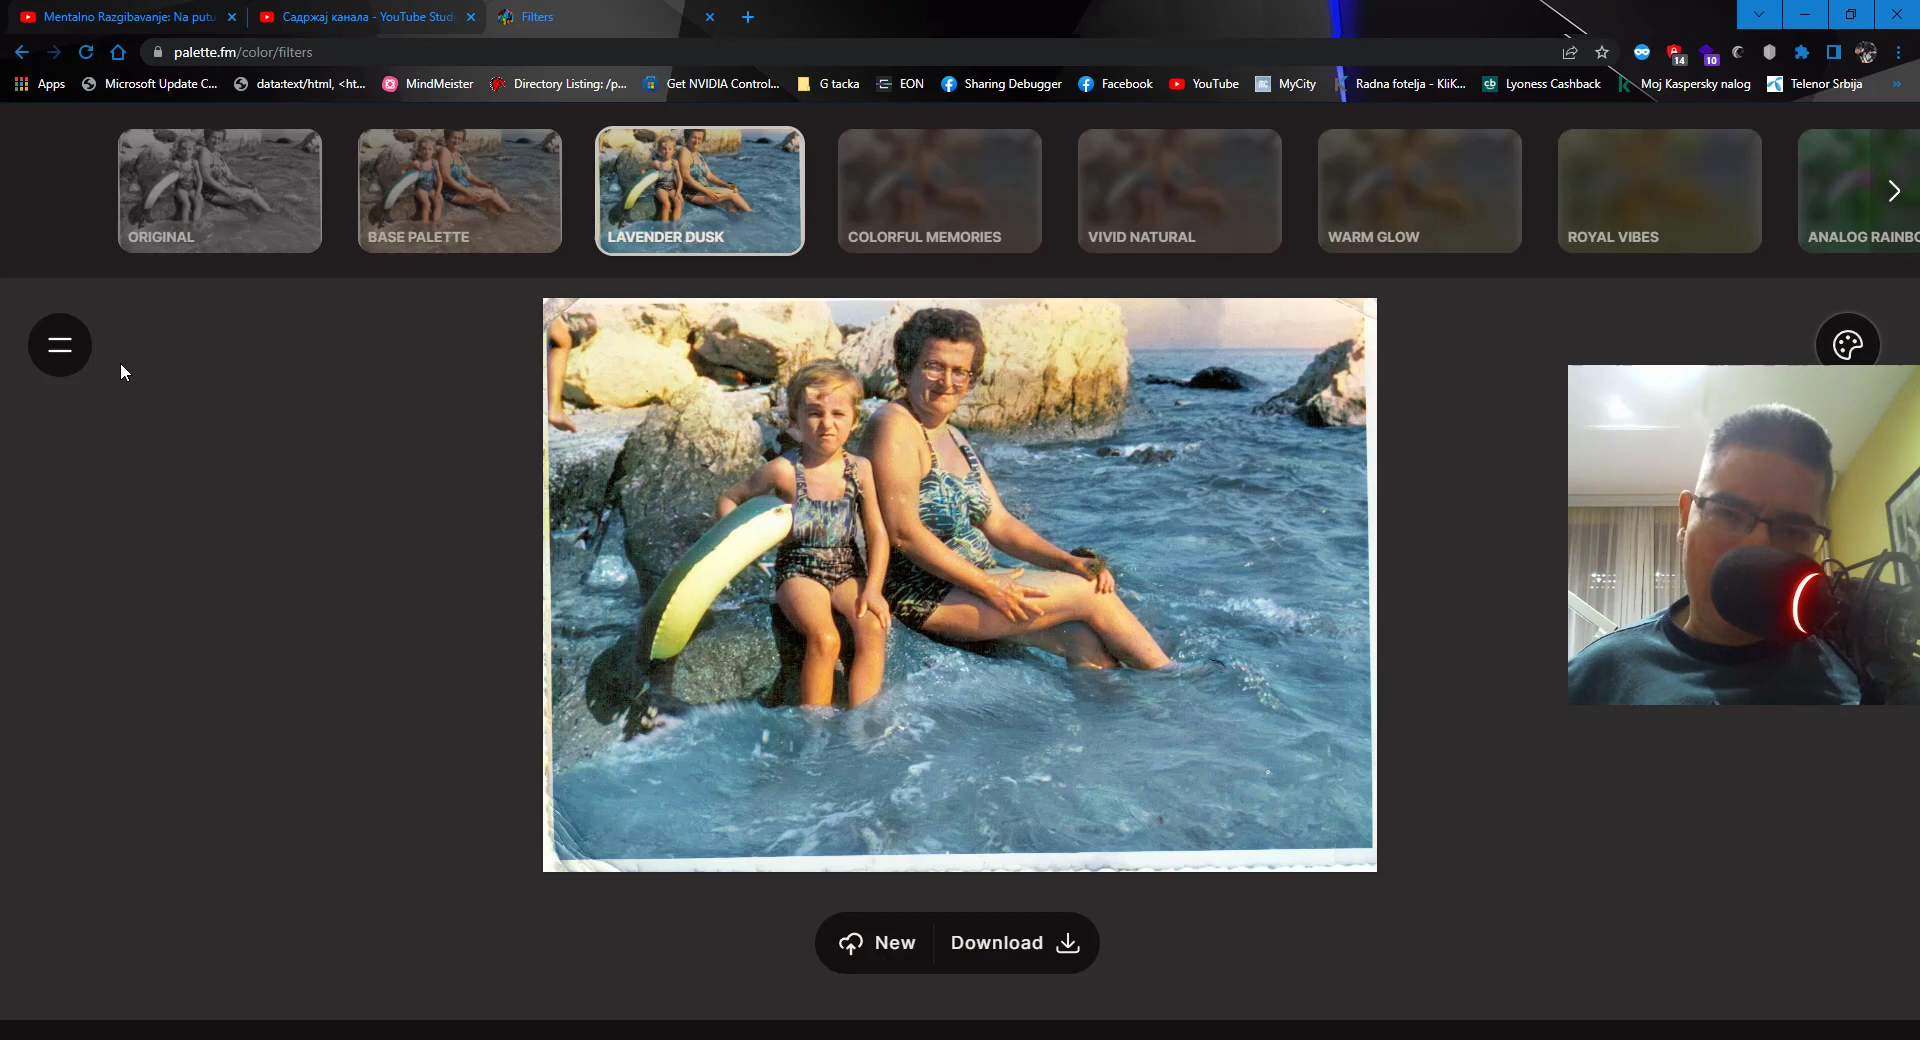 Mentalno Razgibavanje: Na putu
Садржај канала - YouTube Stud
Filters
palette.fm/color/filters
14
10
Apps
Microsoft Update C...
data:text/html, <ht...
MindMeister
Directory Listing: /p...
Get NVIDIA Control...
G tacka
EON
Sharing Debugger
Facebook
YouTube
MyCity
Radna fotelja - KliK...
Lyoness Cashback
Moj Kaspersky nalog
Telenor Srbija
ORIGINAL
BASE PALETTE
LAVENDER DUSK
COLORFUL MEMORIES
VIVID NATURAL
WARM GLOW
ROYAL VIBES
ANALOG RAINBO
New
Download